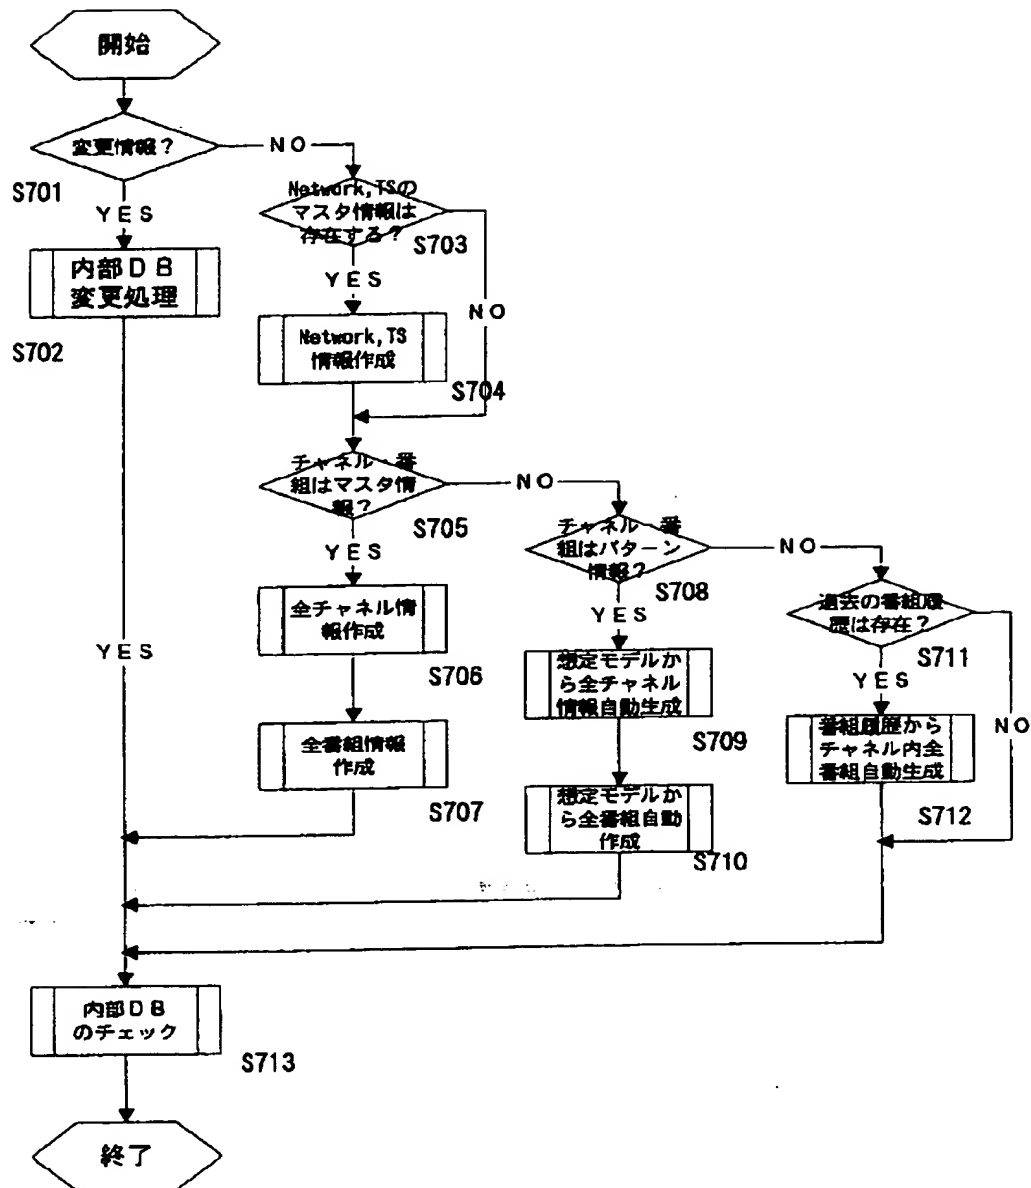 開始
変更情報?
NO
S701
YES
Network,TSの
マスタ情報は
存在する?
S703
内部DB
変更処理
S702
YES
NO
Network,TS
情報作成
S704
チャネル・番
組はマスタ情
報?
NO
S705
YES
チャネル・番
組はパターン
情報?
NO
S708
全チャネル情
報作成
YES
過去の番組履
歴は存在?
S711
YES
S706
想定モデルか
ら全チャネル
情報自動生成
YES
S709
番組履歴から
チャネル内全
番組自動生成
NO
全番組情報
作成
S707
想定モデルか
ら全番組自動
作成
S710
S712
内部DB
のチェック
S713
終了